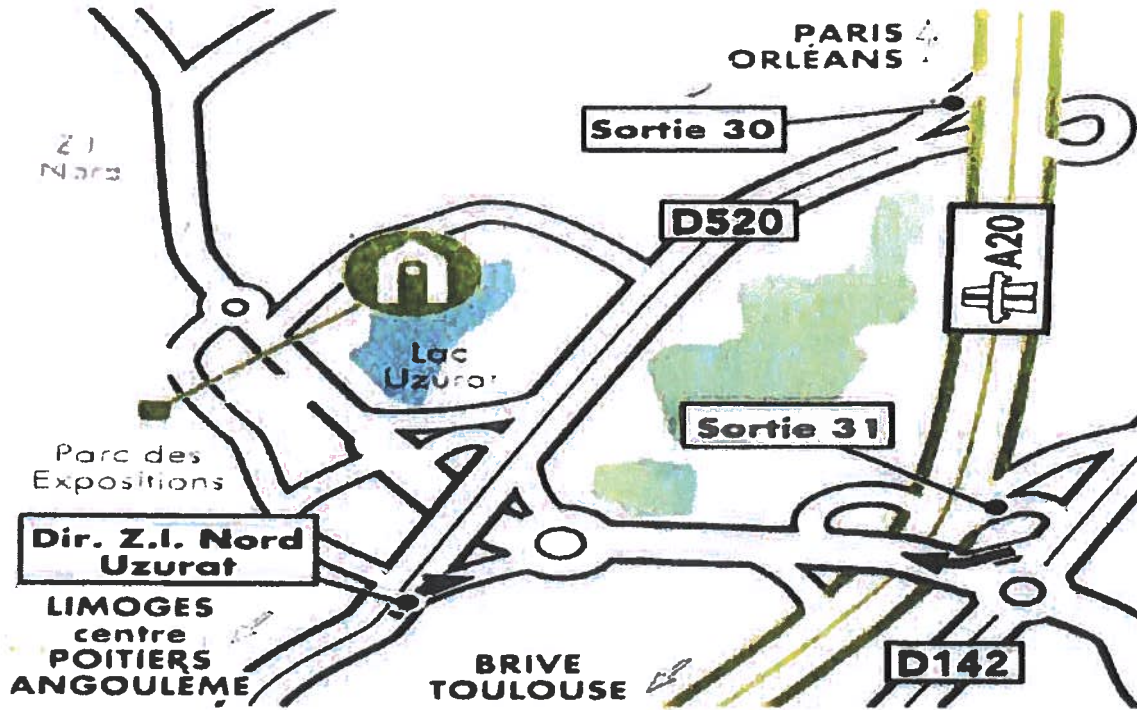 PARIS
ORLÉANS
Sortie 30
Z.I
Nord
D520
A20
Lac
Uzurat
Sortie 31
Parc des
Expositions
Dir. Z.I. Nord
Uzurat
LIMOGES
centre
POITIERS
ANGOULÊME
BRIVE
TOULOUSE
D142